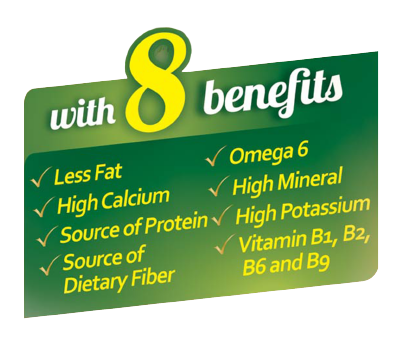 with 8 benefits
Less Fat
High Calcium
Source of Protein
Source of
Dietary Fiber
Omega 6
High Mineral
High Potassium
Vitamin B1, B2,
B6 and B9